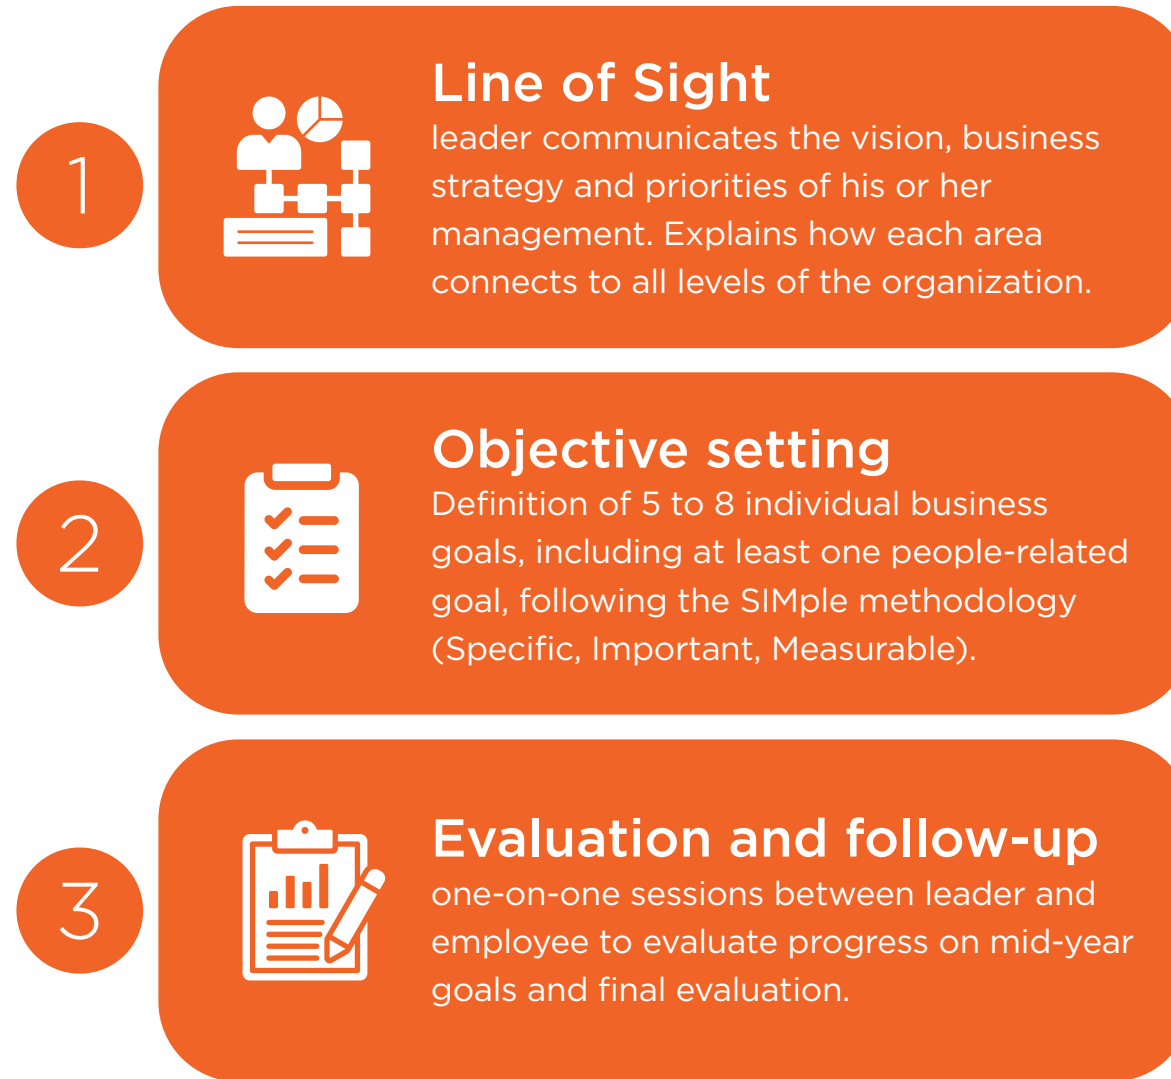 1
Line of Sight
leader communicates the vision, business
strategy and priorities of his or her
management. Explains how each area
connects to all levels of the organization.
2
Objective setting
Definition of 5 to 8 individual business
goals, including at least one people-related
goal, following the SIMple methodology
(Specific, Important, Measurable).
3
Evaluation and follow-up
one-on-one sessions between leader and
employee to evaluate progress on mid-year
goals and final evaluation.